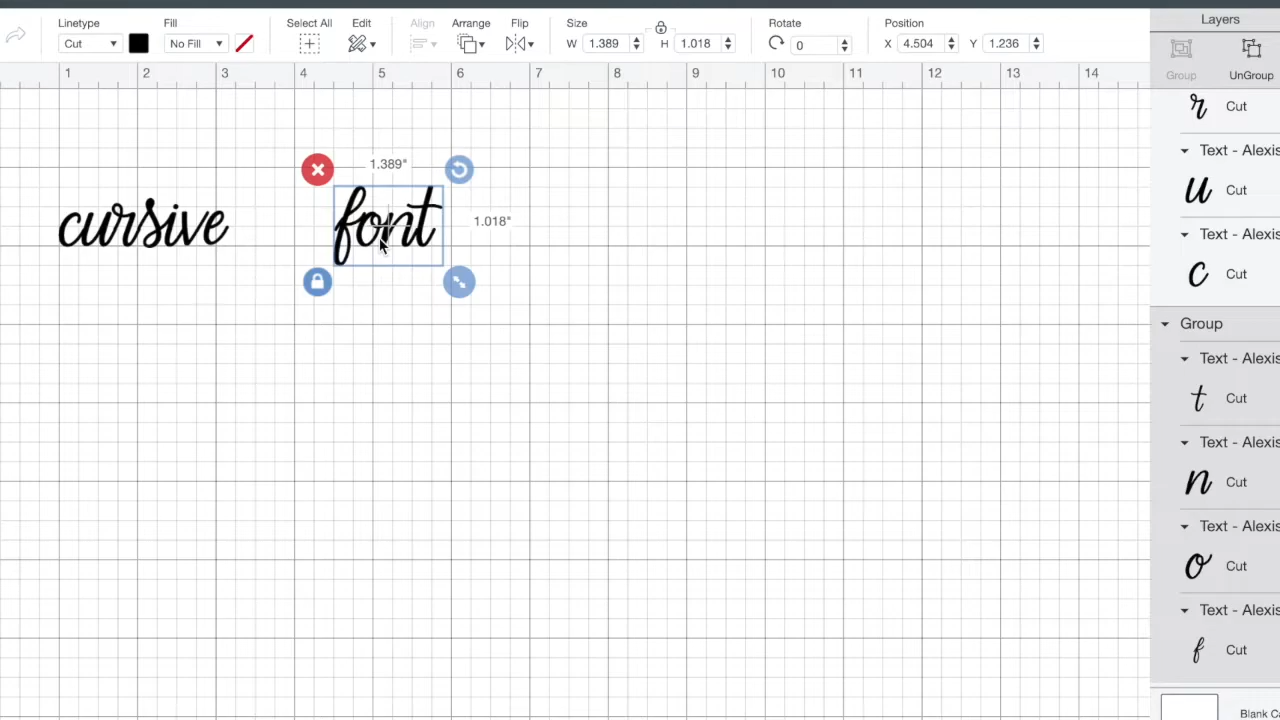 Linetype Fill Select All Edit Align Arrange Flip Size Rotate Position Layers
Cut No Fill W 1.389 H 1.018 0 X 4.504 Y 1.236
Group UnGroup
1 2 3 4 5 6 7 8 9 10 11 12 13 14
r Cut
Text - Alexis
u Cut
Text - Alexis
c Cut
1.389"
1.018"
cursive font
Group
Text - Alexis
t Cut
Text - Alexis
n Cut
Text - Alexis
o Cut
Text - Alexis
f Cut
Blank C